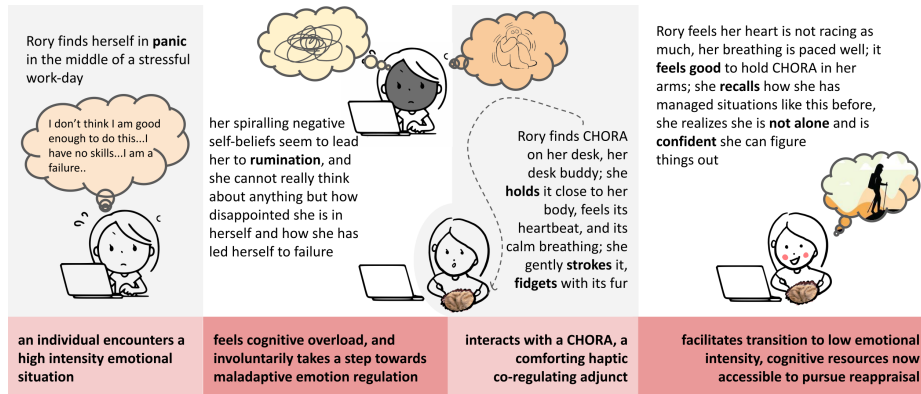 Rory finds herself in panic
in the middle of a stressful
work-day
I don't think I am good
enough to do this...I
have no skills...I am a
failure..
her spiralling negative
self-beliefs seem to lead
her to rumination, and
she cannot really think
about anything but how
disappointed she is in
herself and how she has
led herself to failure
Rory finds CHORA
on her desk, her
desk buddy; she
holds it close to her
body, feels its
heartbeat, and its
calm breathing; she
gently strokes it,
fidgets with its fur
Rory feels her heart is not racing as
much, her breathing is paced well; it
feels good to hold CHORA in her
arms; she recalls how she has
managed situations like this before,
she realizes she is not alone and is
confident she can figure
things out
an individual encounters a
high intensity emotional
situation
feels cognitive overload, and
involuntarily takes a step towards
maladaptive emotion regulation
interacts with a CHORA, a
comforting haptic
co-regulating adjunct
facilitates transition to low emotional
intensity, cognitive resources now
accessible to pursue reappraisal